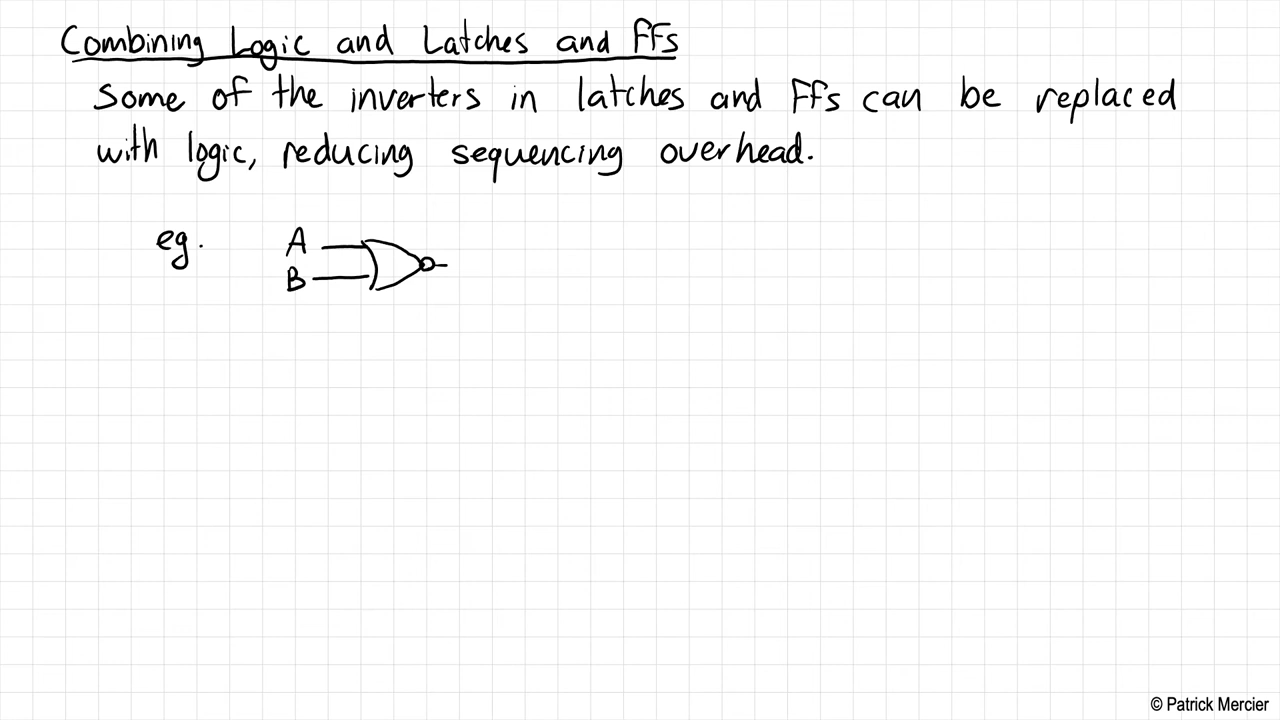 Combining Logic and Latches and FFs
Some of the inverters in latches and FFs can be replaced
with logic, reducing sequencing overhead.
eg.
A
B
© Patrick Mercier